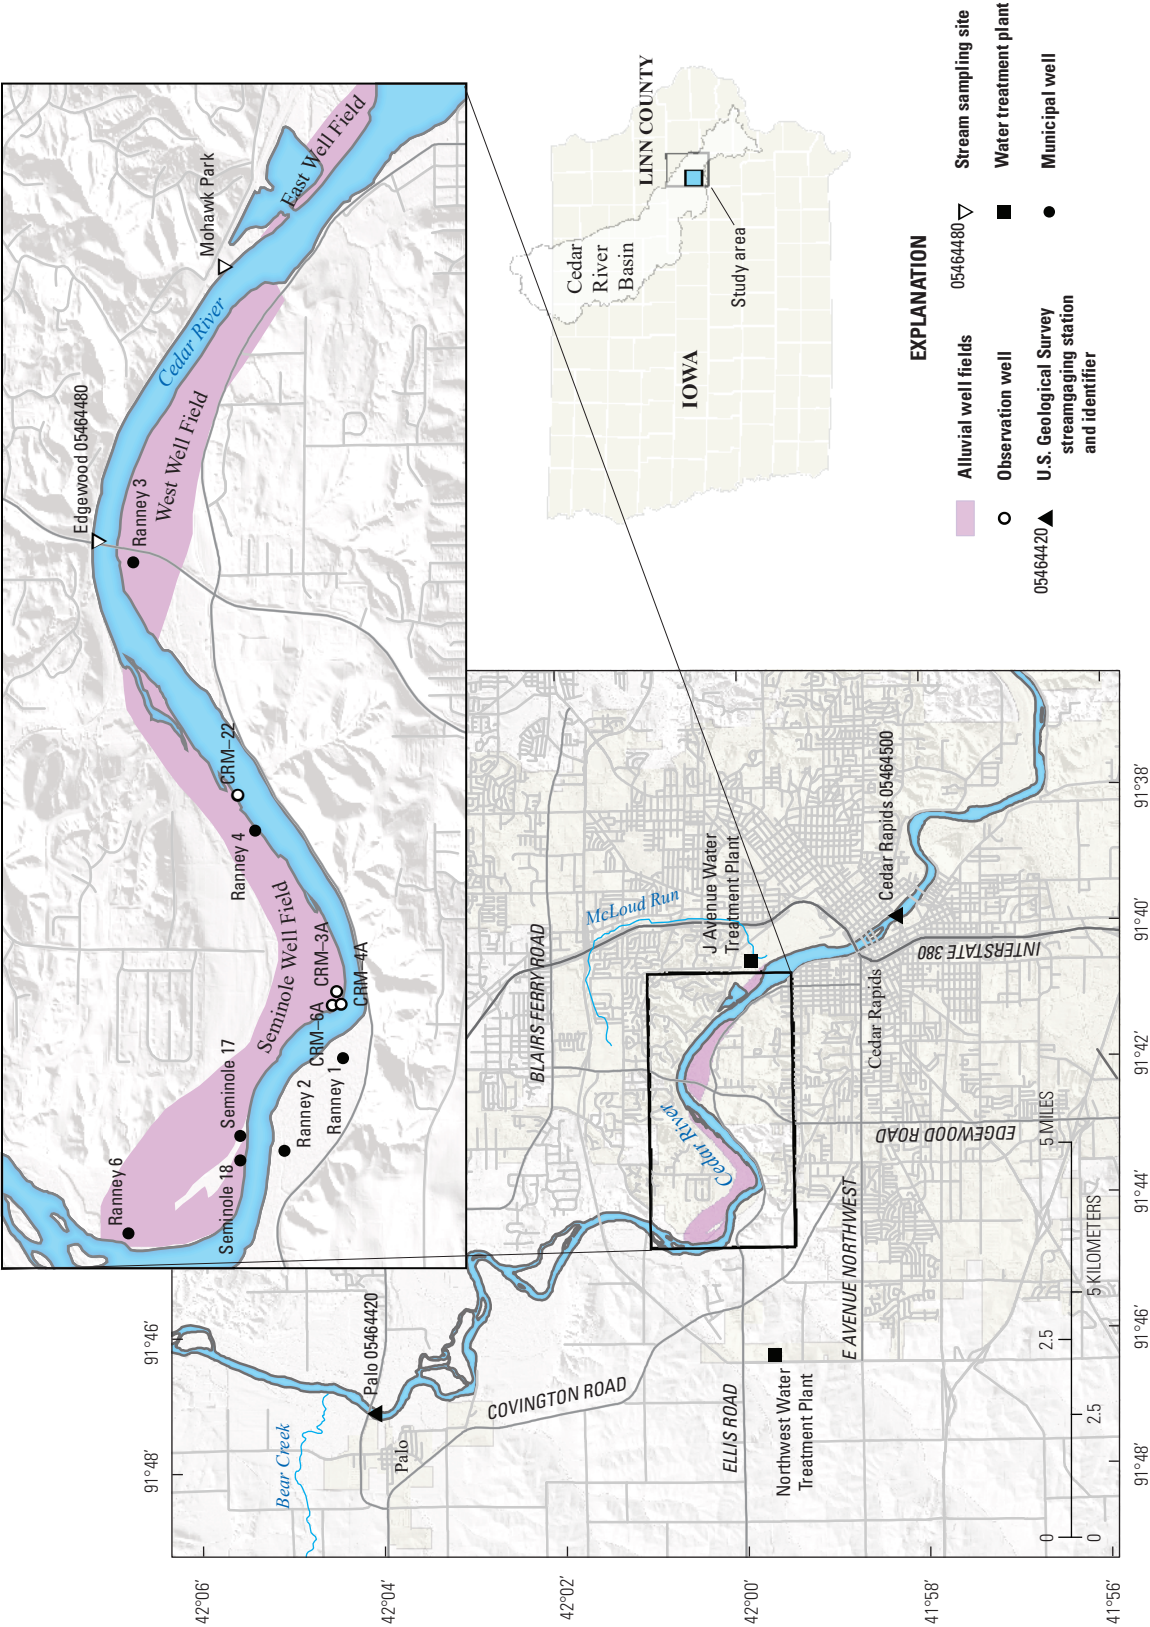 Ranney 6
Seminole 18
Seminole 17
Ranney 2
Ranney 1
Seminole Well Field
CRM–6A
CRM–3A
CRM–4A
Ranney 4
CRM–22
Edgewood 05464480
Ranney 3
West Well Field
Cedar River
Mohawk Park
East Well Field
91°48′
91°46′
42°06′
42°04′
42°02′
42°00′
41°58′
41°56′
91°48′
91°46′
91°44′
91°42′
91°40′
91°38′
Bear Creek
Palo 05464420
Palo
COVINGTON ROAD
ELLIS ROAD
Northwest Water
Treatment Plant
E AVENUE NORTHWEST
EDGEWOOD ROAD
BLAIRS FERRY ROAD
McLoud Run
J Avenue Water
Treatment Plant
Cedar River
Cedar Rapids
Cedar Rapids 05464500
INTERSTATE 380
0 2.5 5 MILES
0 2.5 5 KILOMETERS
Cedar
River
Basin
LINN COUNTY
IOWA
Study area
EXPLANATION
Alluvial well fields
Observation well
05464420
U.S. Geological Survey
streamgaging station
and identifier
05464480
Stream sampling site
Water treatment plant
Municipal well